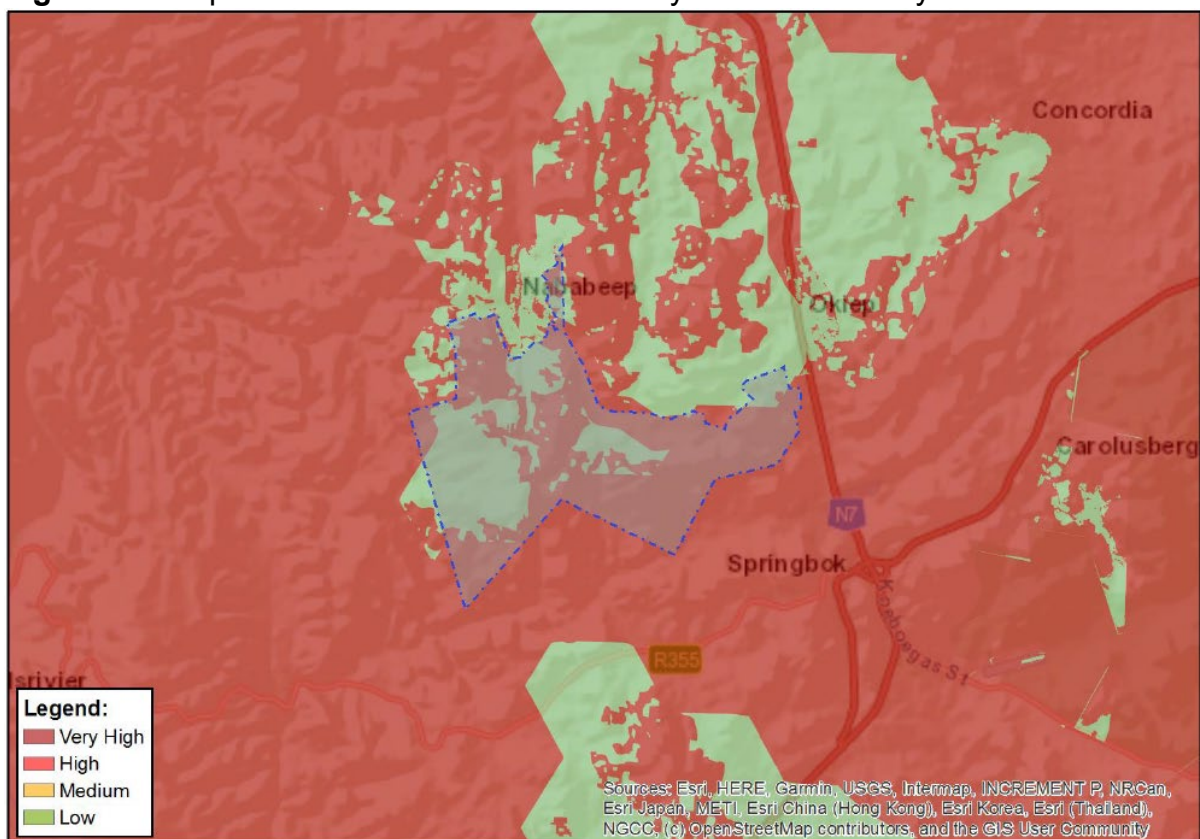 Concordia
Nababeep
Okiep
Carolusberg
N7
Springbok
R355
lsrivier
Legend:
Very High
High
Medium
Low
Sources: Esri, HERE, Garmin, USGS, Intermap, INCREMENT P, NRCan,
Esri Japan, METI, Esri China (Hong Kong), Esri Korea, Esri (Thailand),
NGCC, (c) OpenStreetMap contributors, and the GIS User Community